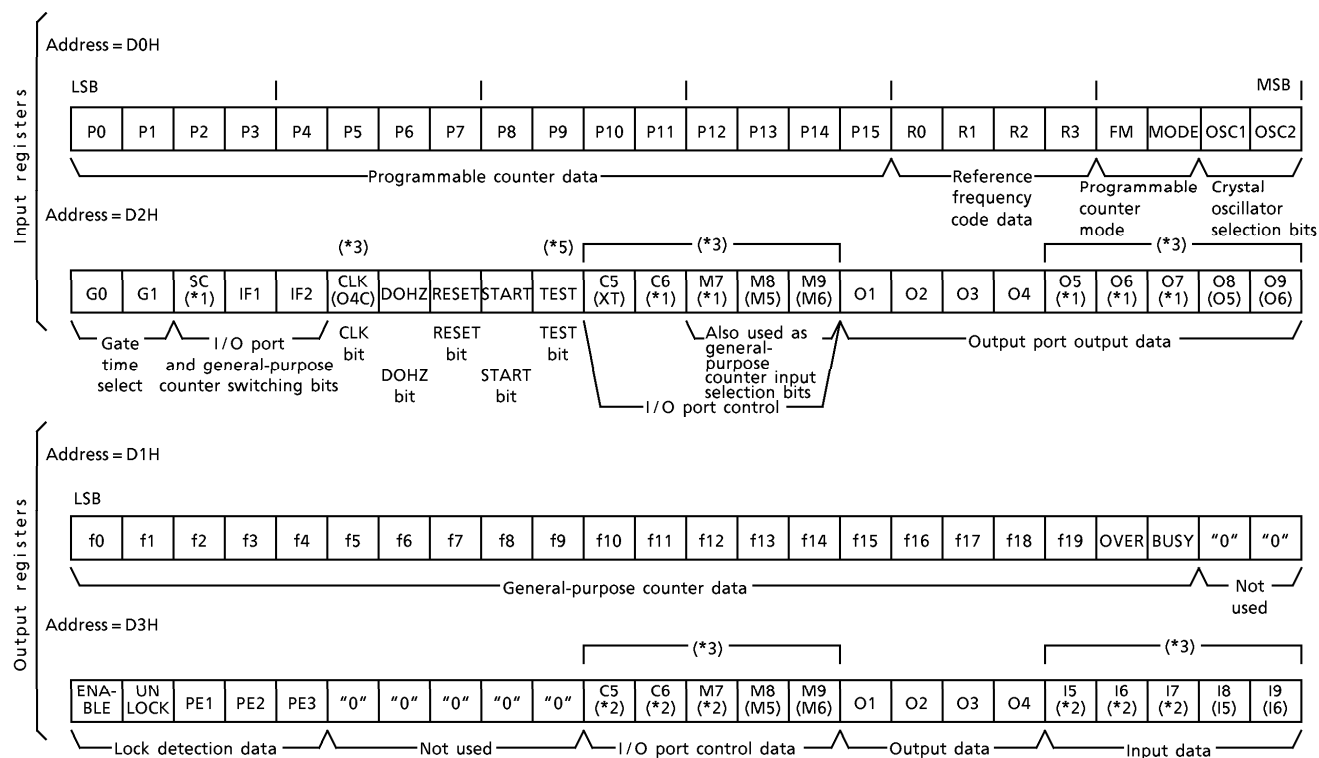 Input registers
Address = D0H
LSB MSB
P0 P1 P2 P3 P4 P5 P6 P7 P8 P9 P10 P11 P12 P13 P14 P15 R0 R1 R2 R3 FM MODE OSC1 OSC2
Programmable counter data
Reference
frequency
code data
Programmable
counter
mode
Crystal
oscillator
selection bits
Address = D2H
(*3) (*5) (*3) (*3)
G0 G1 SC (*1) IF1 IF2 CLK (O4C) DOHZ RESET START TEST C5 (XT) C6 (*1) M7 (*1) M8 (M5) M9 (M6) O1 O2 O3 O4 O5 (*1) O6 (*1) O7 (*1) O8 (O5) O9 (O6)
Gate
time
select
I/O port
and general-purpose
counter switching bits
CLK
bit
DOHZ
bit
RESET
bit
START
bit
TEST
bit
Also used as
general-
purpose
counter input
selection bits
I/O port control
Output port output data
Output registers
Address = D1H
LSB
f0 f1 f2 f3 f4 f5 f6 f7 f8 f9 f10 f11 f12 f13 f14 f15 f16 f17 f18 f19 OVER BUSY “0” “0”
General-purpose counter data
Not
used
Address = D3H
(*3) (*3)
ENA-BLE UN LOCK PE1 PE2 PE3 “0” “0” “0” “0” “0” C5 (*2) C6 (*2) M7 (*2) M8 (M5) M9 (M6) O1 O2 O3 O4 I5 (*2) I6 (*2) I7 (*2) I8 (I5) I9 (I6)
Lock detection data
Not used
I/O port control data
Output data
Input data